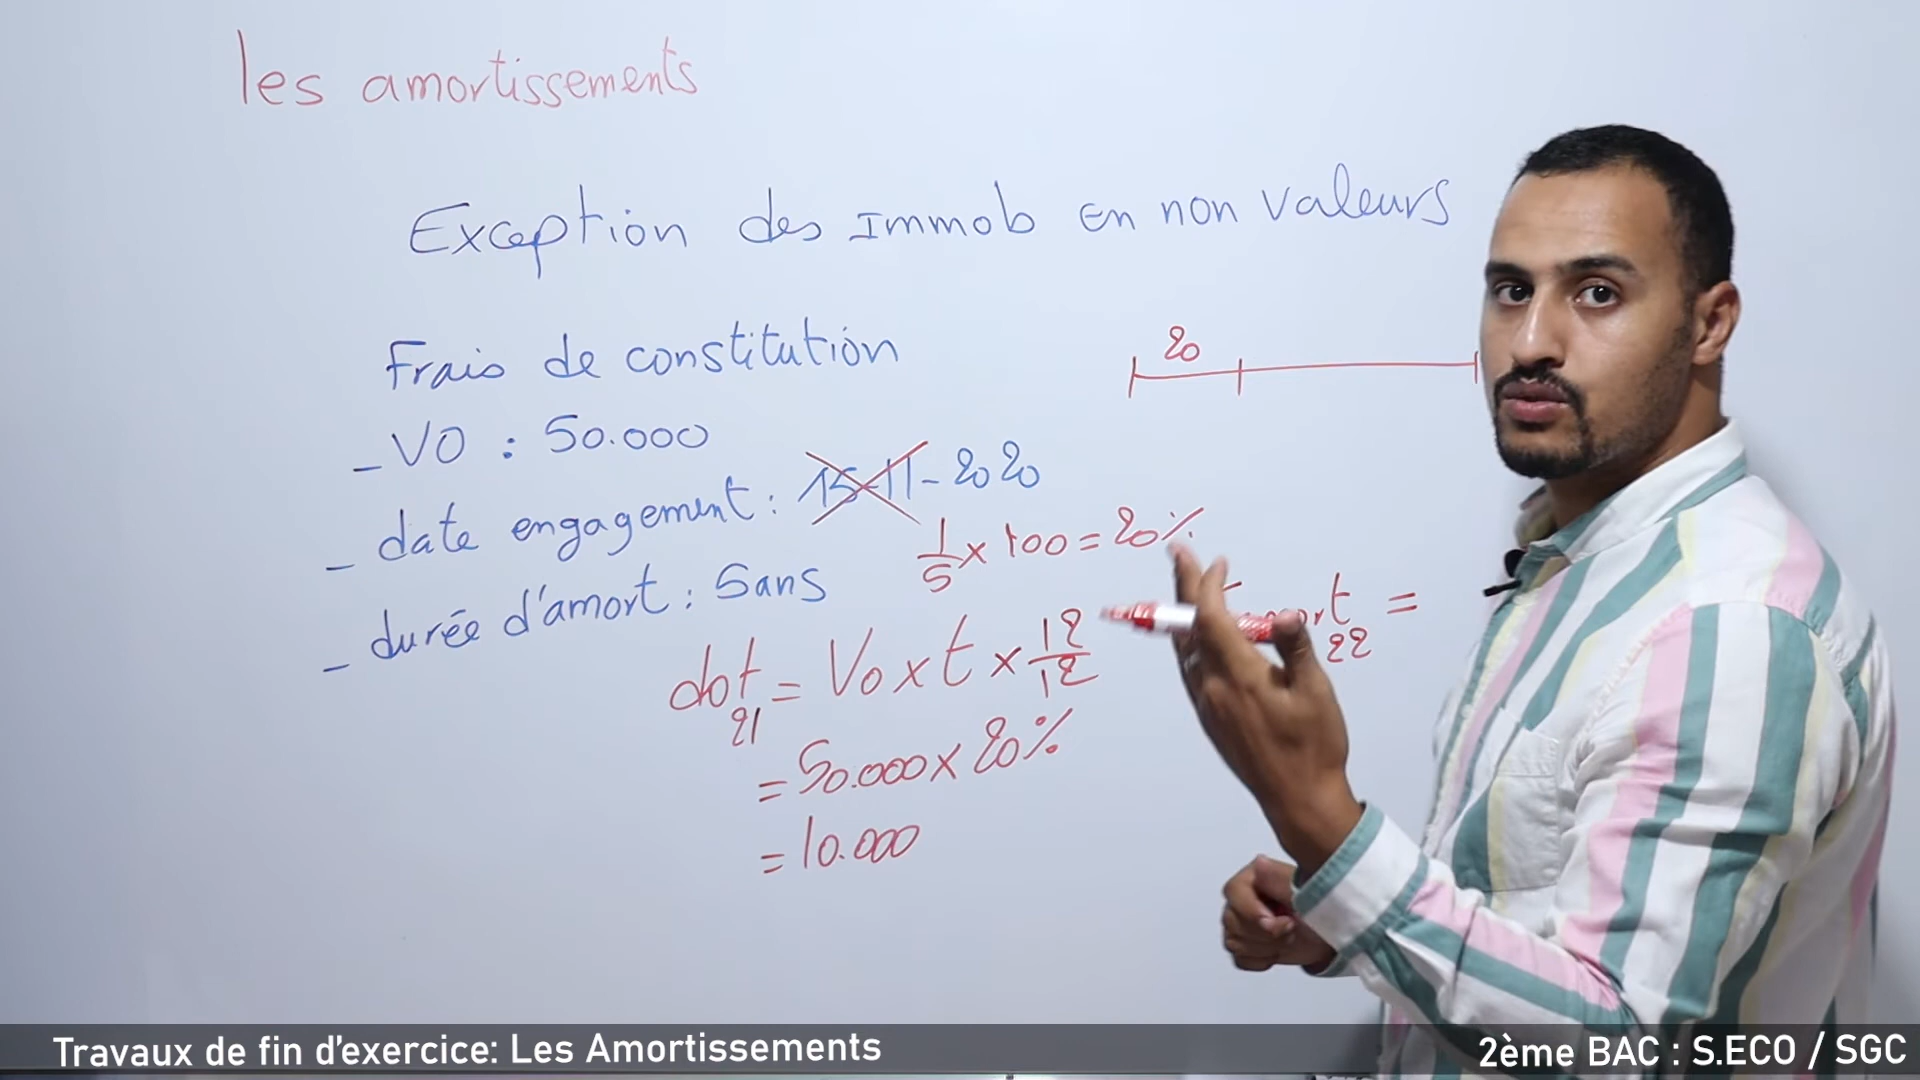 les amortissements
Exception des Immob en non valeurs
Frais de constitution
20
- VO : 50.000
- date engagement : 15-11-2020
1/5 x 100 = 20%
- durée d'amort : 5ans
amort 22 =
dot 21 = Vo x t x 12/12
= 50.000 x 20%
= 10.000
Travaux de fin d'exercice: Les Amortissements
2ème BAC : S.ECO / SGC